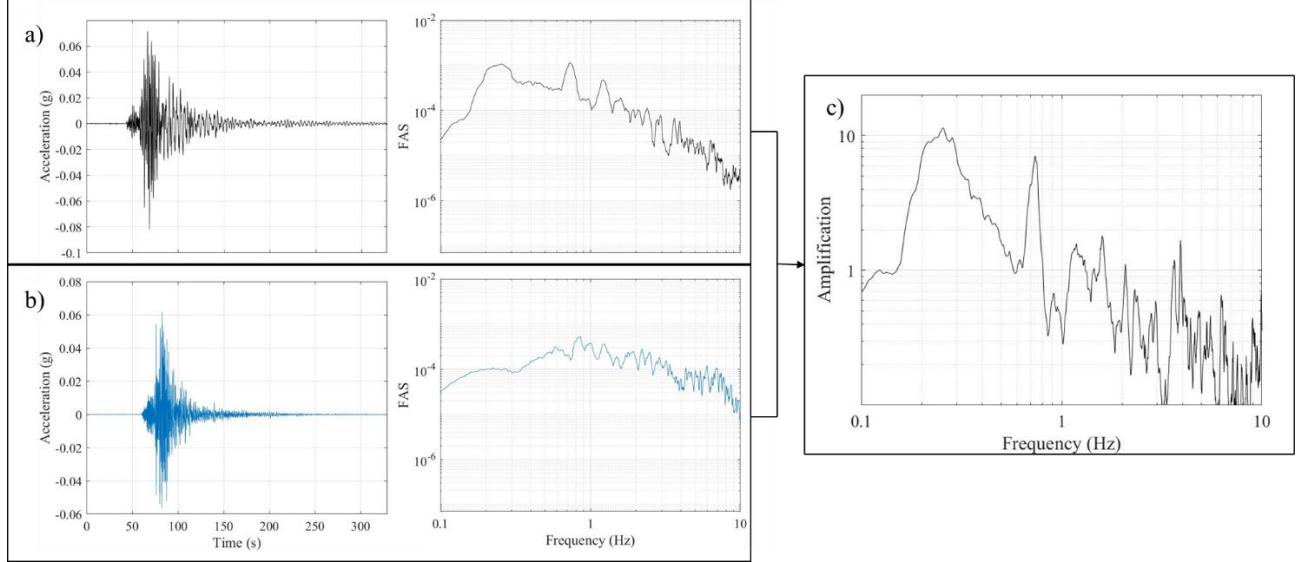 a)
Acceleration (g)
0.06
0.04
0.02
0
-0.02
-0.04
-0.06
-0.08
-0.1
FAS
10-2
10-4
10-6
b)
Acceleration (g)
0.08
0.06
0.04
0.02
0
-0.02
-0.04
-0.06
0 50 100 150 200 250 300
Time (s)
FAS
10-2
10-4
10-6
0.1 1 10
Frequency (Hz)
c)
Amplification
10
1
0.1 1 10
Frequency (Hz)